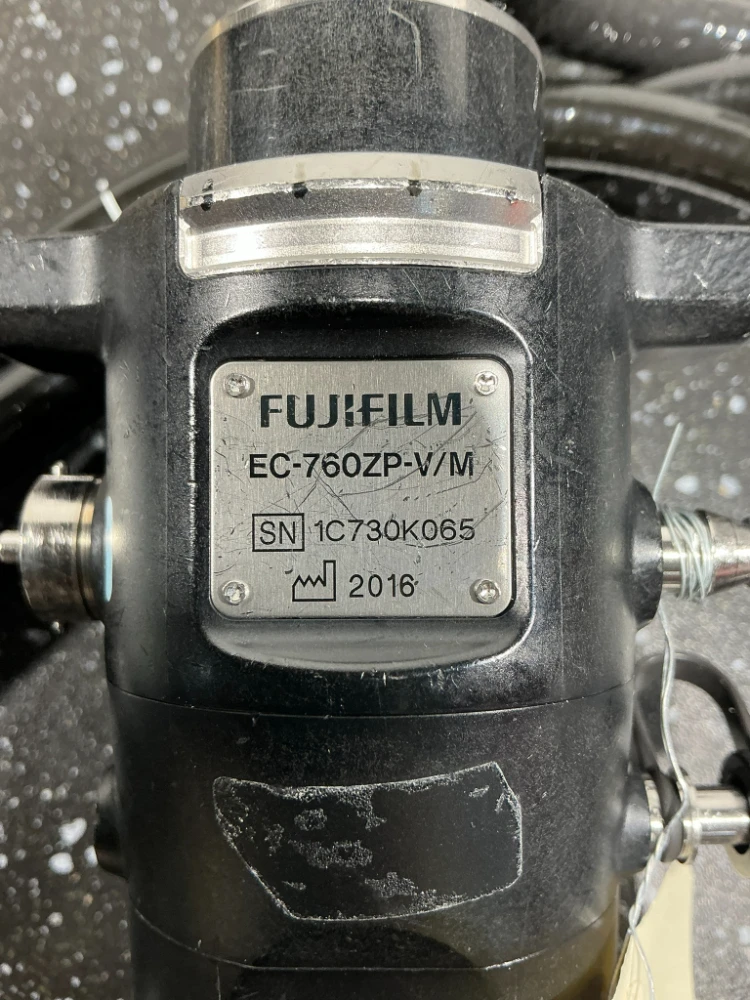 FUJIFILM
EC-760ZP-V/M
SN 1C730K065
2016